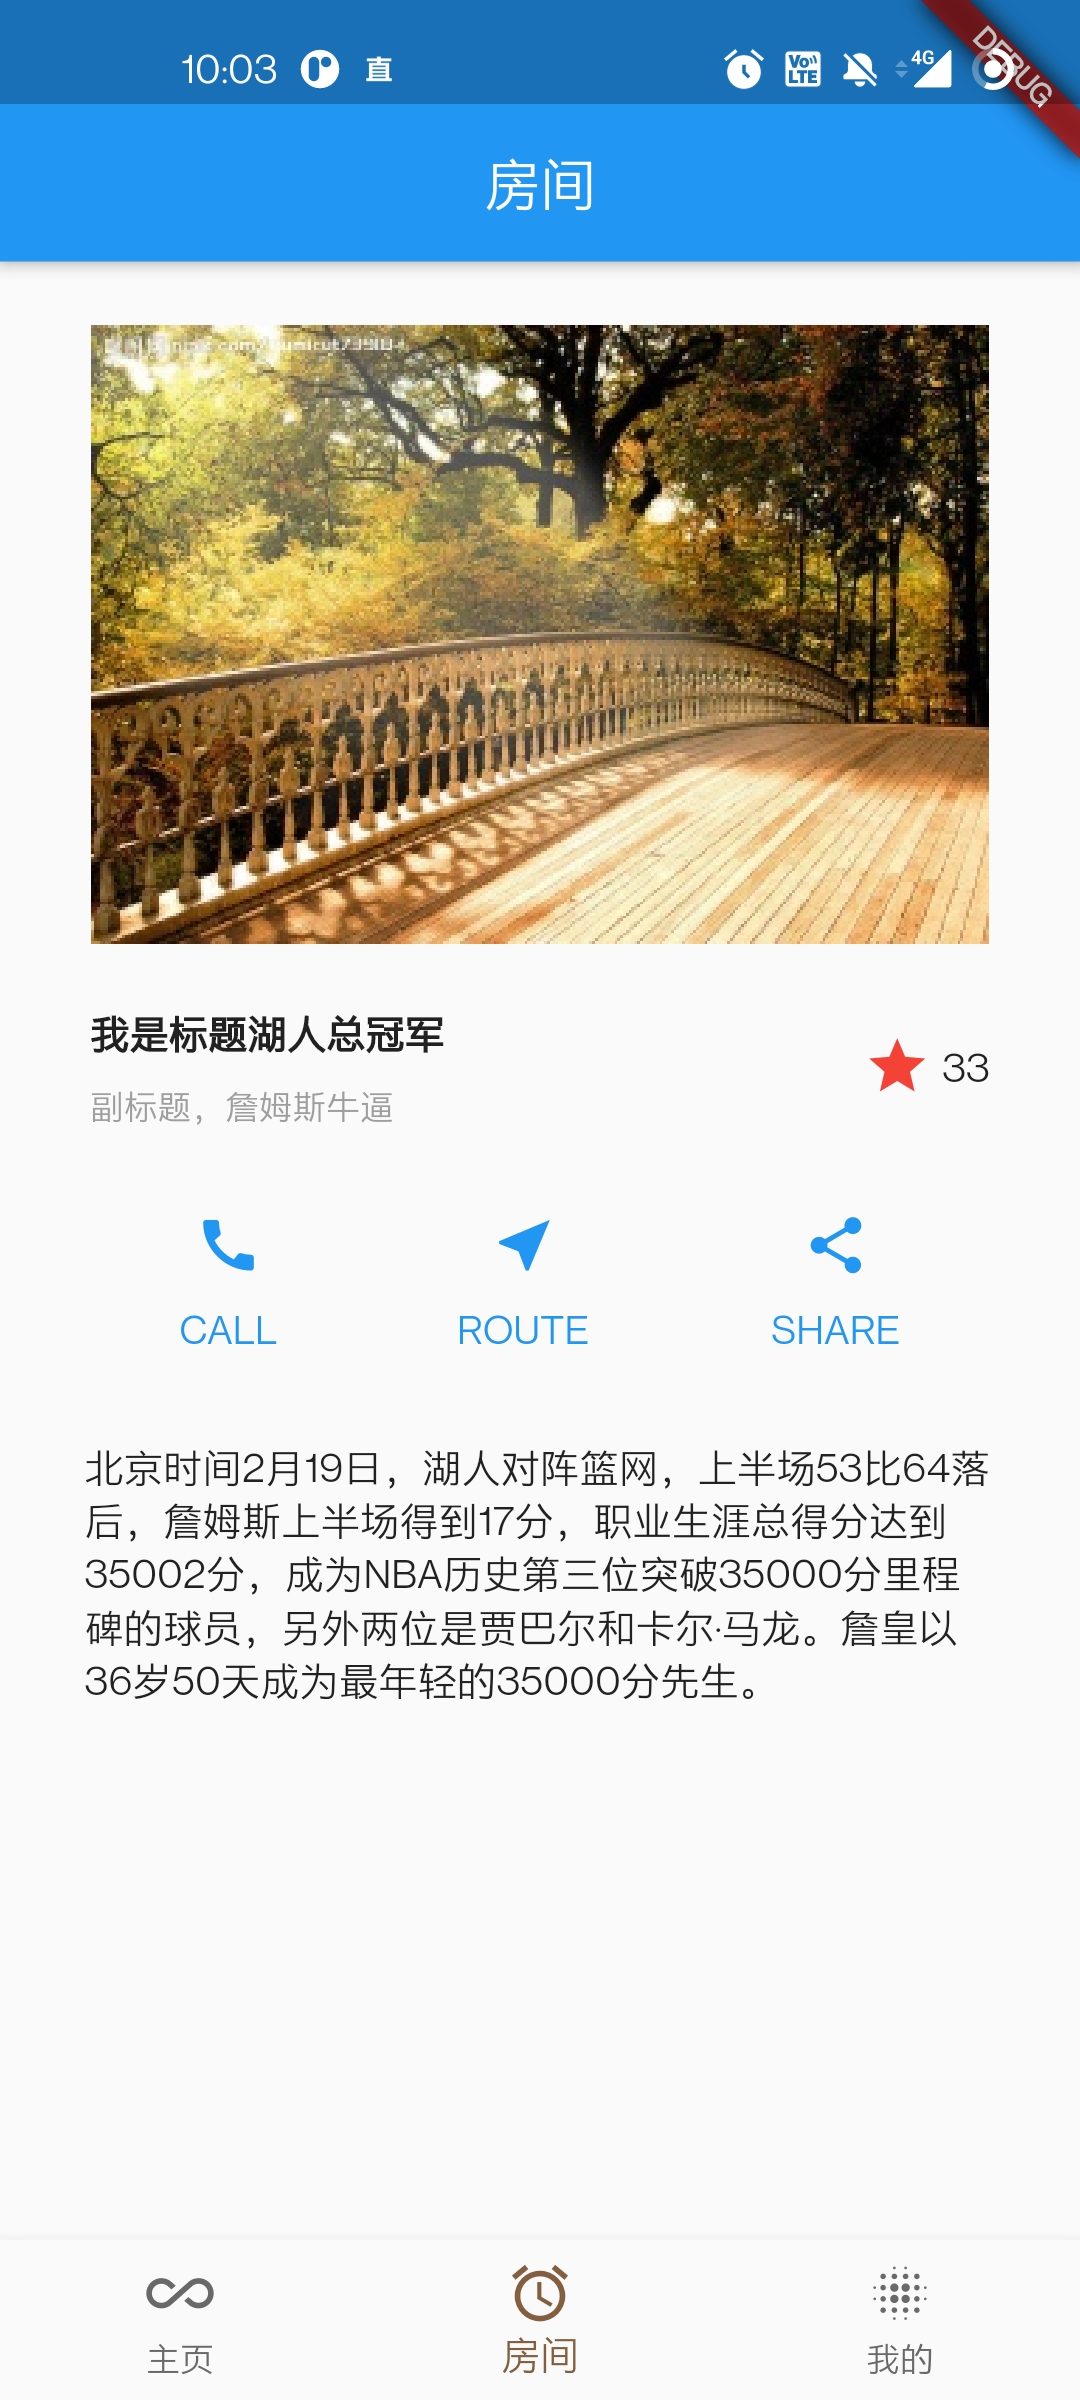 10:03 直 Vo LTE 4G
DEBUG
房间
我是标题湖人总冠军
副标题，詹姆斯牛逼
33
CALL ROUTE SHARE
北京时间2月19日，湖人对阵篮网，上半场53比64落
后，詹姆斯上半场得到17分，职业生涯总得分达到
35002分，成为NBA历史第三位突破35000分里程
碑的球员，另外两位是贾巴尔和卡尔·马龙。詹皇以
36岁50天成为最年轻的35000分先生。
主页 房间 我的